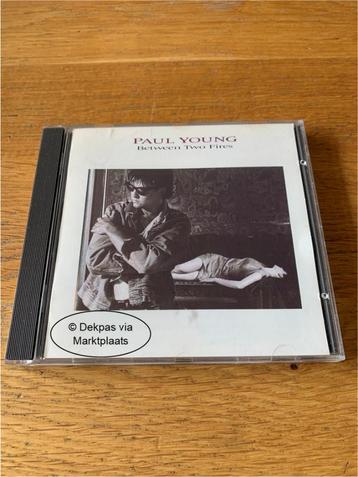 PAUL YOUNG
Between Two Fires
© Dekpas via
Marktplaats